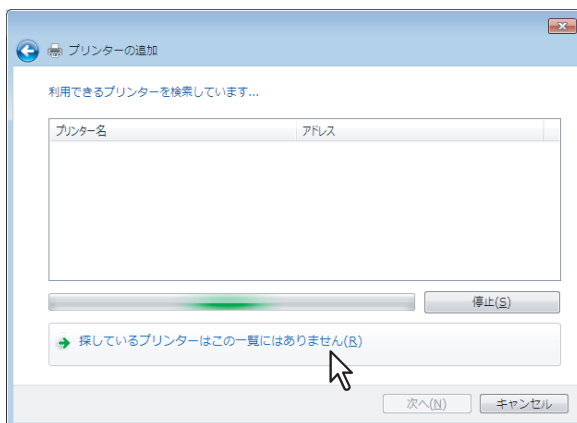 プリンターの追加
利用できるプリンターを検索しています...
プリンター名 アドレス
停止(S)
探しているプリンターはこの一覧にはありません(R)
次へ(N) キャンセル